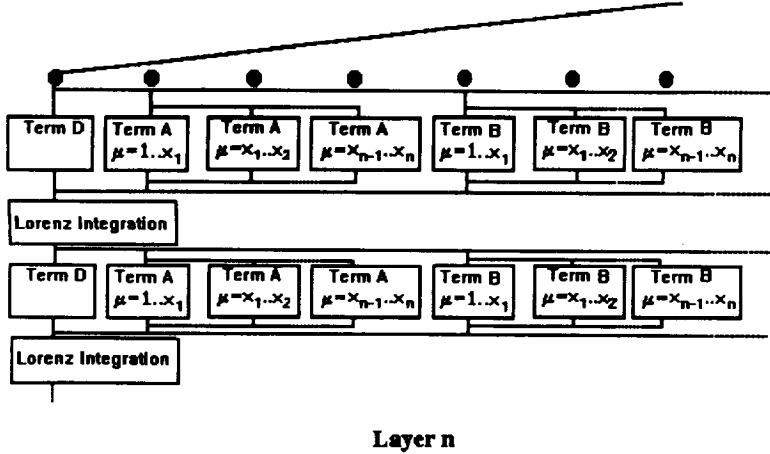 Term D
Term A
μ=1..x₁
Term A
μ=x₁..x₂
Term A
μ=xₙ₋₁..xₙ
Term B
μ=1..x₁
Term B
μ=x₁..x₂
Term B
μ=xₙ₋₁..xₙ
Lorenz Integration
Term D
Term A
μ=1..x₁
Term A
μ=x₁..x₂
Term A
μ=xₙ₋₁..xₙ
Term B
μ=1..x₁
Term B
μ=x₁..x₂
Term B
μ=xₙ₋₁..xₙ
Lorenz Integration
Layer n